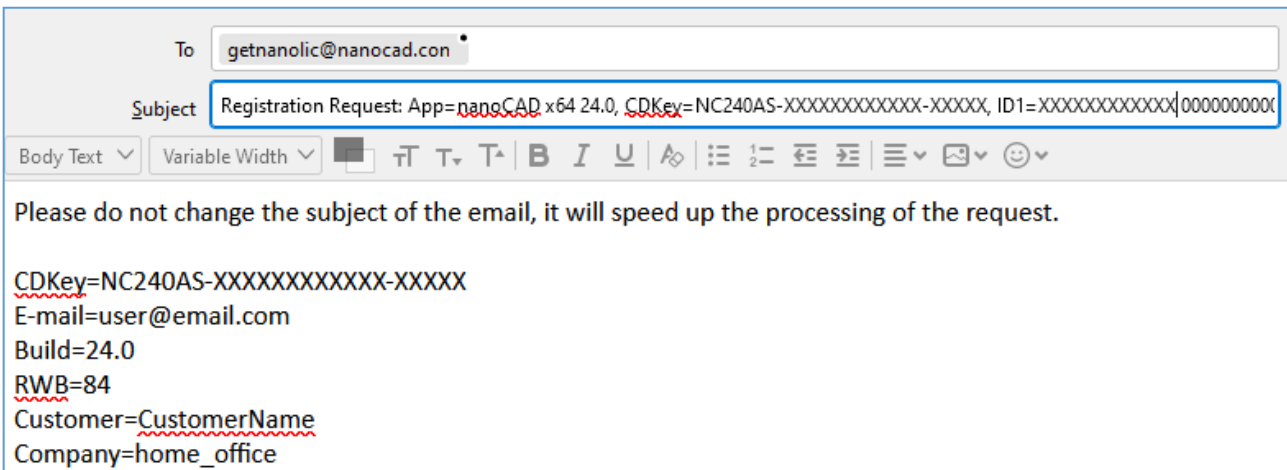 To getnanolic@nanocad.con
Subject Registration Request: App=nanoCAD x64 24.0, CDKey=NC240AS-XXXXXXXXXXXX-XXXXX, ID1=XXXXXXXXXXXX 0000000000
Body Text Variable Width
Please do not change the subject of the email, it will speed up the processing of the request.
CDKey=NC240AS-XXXXXXXXXXXX-XXXXX
E-mail=user@email.com
Build=24.0
RWB=84
Customer=CustomerName
Company=home_office